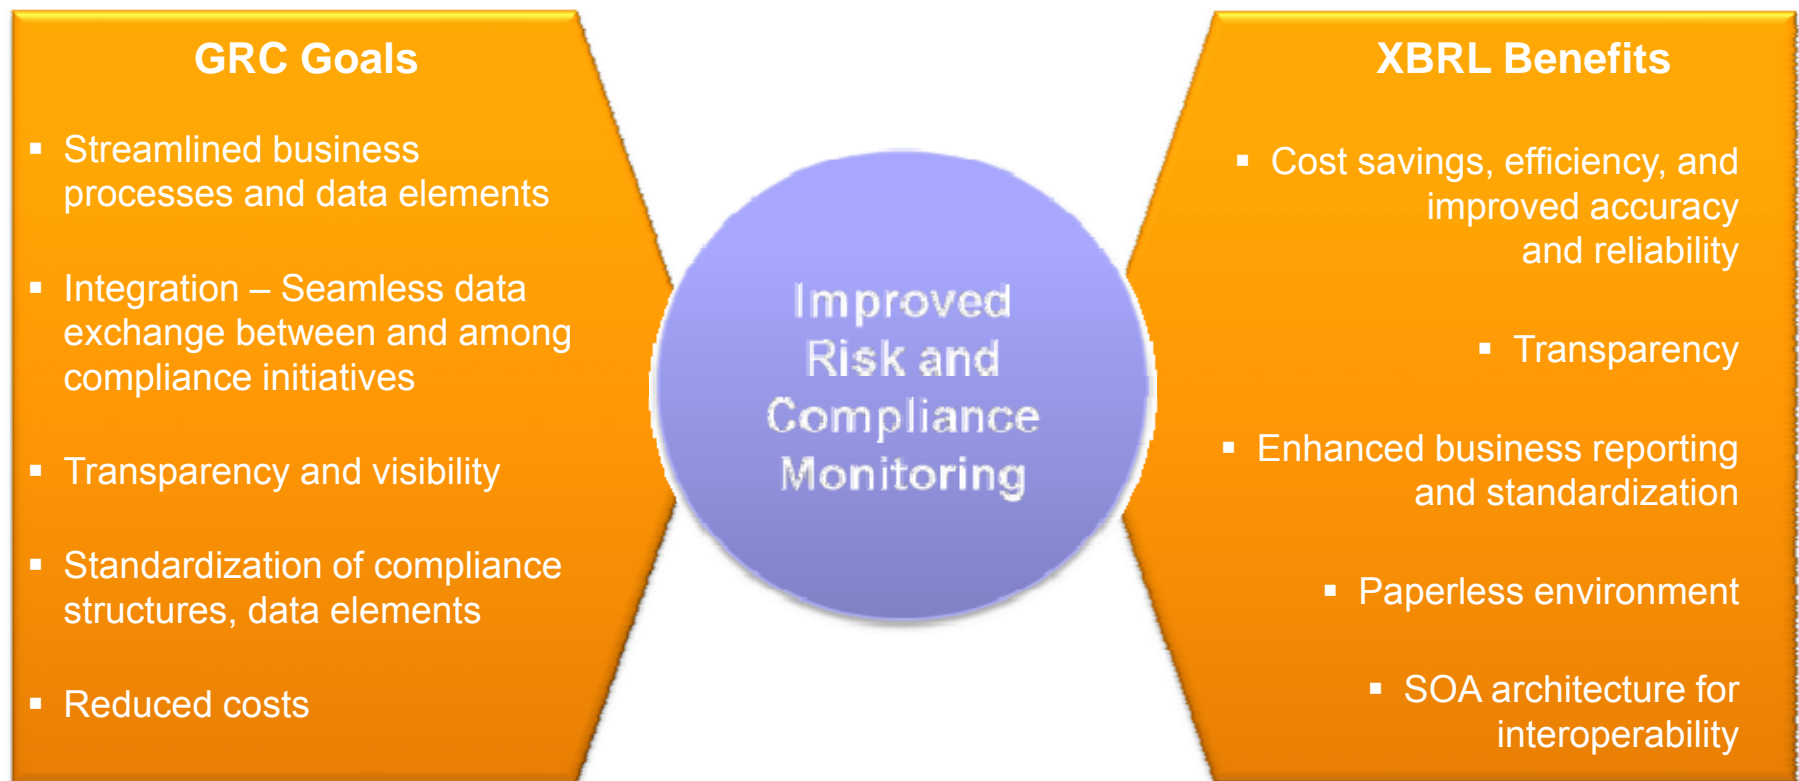 GRC Goals
▪ Streamlined business
processes and data elements
▪ Integration – Seamless data
exchange between and among
compliance initiatives
▪ Transparency and visibility
▪ Standardization of compliance
structures, data elements
▪ Reduced costs
Improved
Risk and
Compliance
Monitoring
XBRL Benefits
▪ Cost savings, efficiency, and
improved accuracy
and reliability
▪ Transparency
▪ Enhanced business reporting
and standardization
▪ Paperless environment
▪ SOA architecture for
interoperability